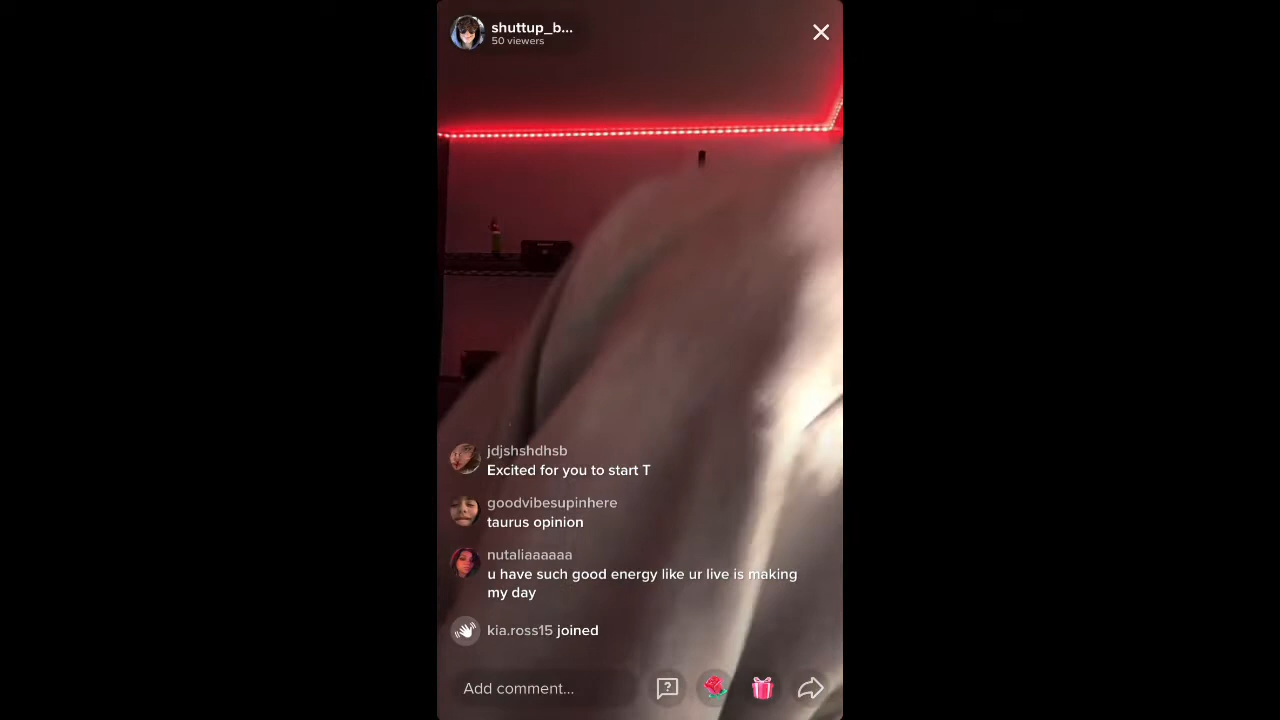 shuttup_b...
50 viewers
jdjshshdhsb
Excited for you to start T
goodvibesupinhere
taurus opinion
nutaliaaaaaa
u have such good energy like ur live is making
my day
kia.ross15 joined
Add comment...